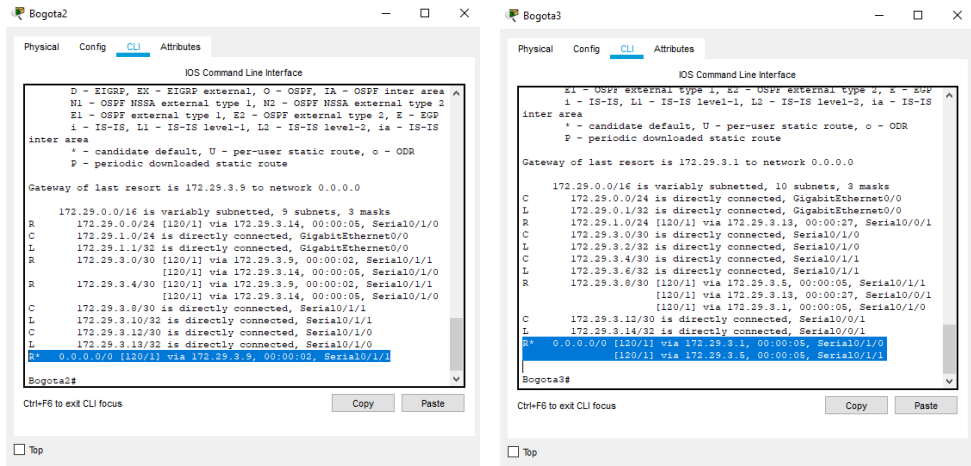 Bogota2
Physical Config CLI Attributes
IOS Command Line Interface
D - EIGRP, EX - EIGRP external, O - OSPF, IA - OSPF inter area
N1 - OSPF NSSA external type 1, N2 - OSPF NSSA external type 2
E1 - OSPF external type 1, E2 - OSPF external type 2, E - EGP
i - IS-IS, L1 - IS-IS level-1, L2 - IS-IS level-2, ia - IS-IS
inter area
* - candidate default, U - per-user static route, o - ODR
P - periodic downloaded static route
Gateway of last resort is 172.29.3.9 to network 0.0.0.0
172.29.0.0/16 is variably subnetted, 9 subnets, 3 masks
R 172.29.0.0/24 [120/1] via 172.29.3.14, 00:00:05, Serial0/1/0
C 172.29.1.0/24 is directly connected, GigabitEthernet0/0
L 172.29.1.1/32 is directly connected, GigabitEthernet0/0
R 172.29.3.0/30 [120/1] via 172.29.3.9, 00:00:02, Serial0/1/1
[120/1] via 172.29.3.14, 00:00:05, Serial0/1/0
R 172.29.3.4/30 [120/1] via 172.29.3.9, 00:00:02, Serial0/1/1
[120/1] via 172.29.3.14, 00:00:05, Serial0/1/0
C 172.29.3.8/30 is directly connected, Serial0/1/1
L 172.29.3.10/32 is directly connected, Serial0/1/1
C 172.29.3.12/30 is directly connected, Serial0/1/0
L 172.29.3.13/32 is directly connected, Serial0/1/0
R* 0.0.0.0/0 [120/1] via 172.29.3.9, 00:00:02, Serial0/1/1
Bogota2#
Ctrl+F6 to exit CLI focus
Copy Paste
Top
Bogota3
Physical Config CLI Attributes
IOS Command Line Interface
E1 - OSPF external type 1, E2 - OSPF external type 2, E - EGP
i - IS-IS, L1 - IS-IS level-1, L2 - IS-IS level-2, ia - IS-IS
inter area
* - candidate default, U - per-user static route, o - ODR
P - periodic downloaded static route
Gateway of last resort is 172.29.3.1 to network 0.0.0.0
172.29.0.0/16 is variably subnetted, 10 subnets, 3 masks
C 172.29.0.0/24 is directly connected, GigabitEthernet0/0
L 172.29.0.1/32 is directly connected, GigabitEthernet0/0
R 172.29.1.0/24 [120/1] via 172.29.3.13, 00:00:27, Serial0/0/1
C 172.29.3.0/30 is directly connected, Serial0/1/0
L 172.29.3.2/32 is directly connected, Serial0/1/0
C 172.29.3.4/30 is directly connected, Serial0/1/1
L 172.29.3.6/32 is directly connected, Serial0/1/1
R 172.29.3.8/30 [120/1] via 172.29.3.5, 00:00:05, Serial0/1/1
[120/1] via 172.29.3.13, 00:00:27, Serial0/0/1
[120/1] via 172.29.3.1, 00:00:05, Serial0/1/0
C 172.29.3.12/30 is directly connected, Serial0/0/1
L 172.29.3.14/32 is directly connected, Serial0/0/1
R* 0.0.0.0/0 [120/1] via 172.29.3.1, 00:00:05, Serial0/1/0
[120/1] via 172.29.3.5, 00:00:05, Serial0/1/1
Bogota3#
Ctrl+F6 to exit CLI focus
Copy Paste
Top